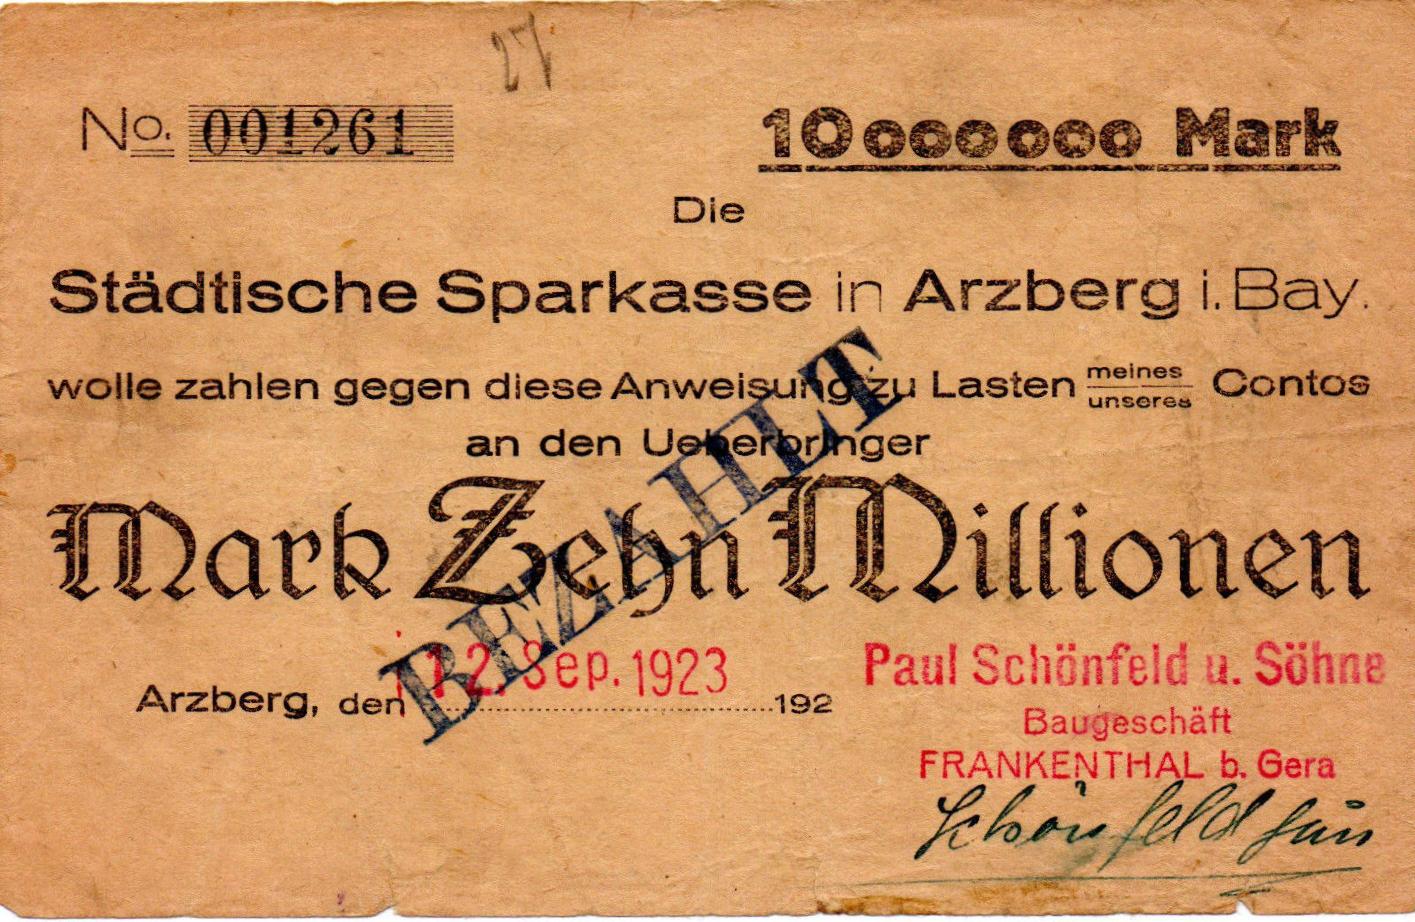 27
No. 001261
10000000 Mark
Die
Städtische Sparkasse in Arzberg i. Bay.
wolle zahlen gegen diese Anweisung zu Lasten meines
unseres Contos
an den Ueberbringer
Mark Zehn Millionen
BEZAHLT
Arzberg, den 12. Sep. 1923 192
Paul Schönfeld u. Söhne
Baugeschäft
FRANKENTHAL b. Gera
Schönfeld jun